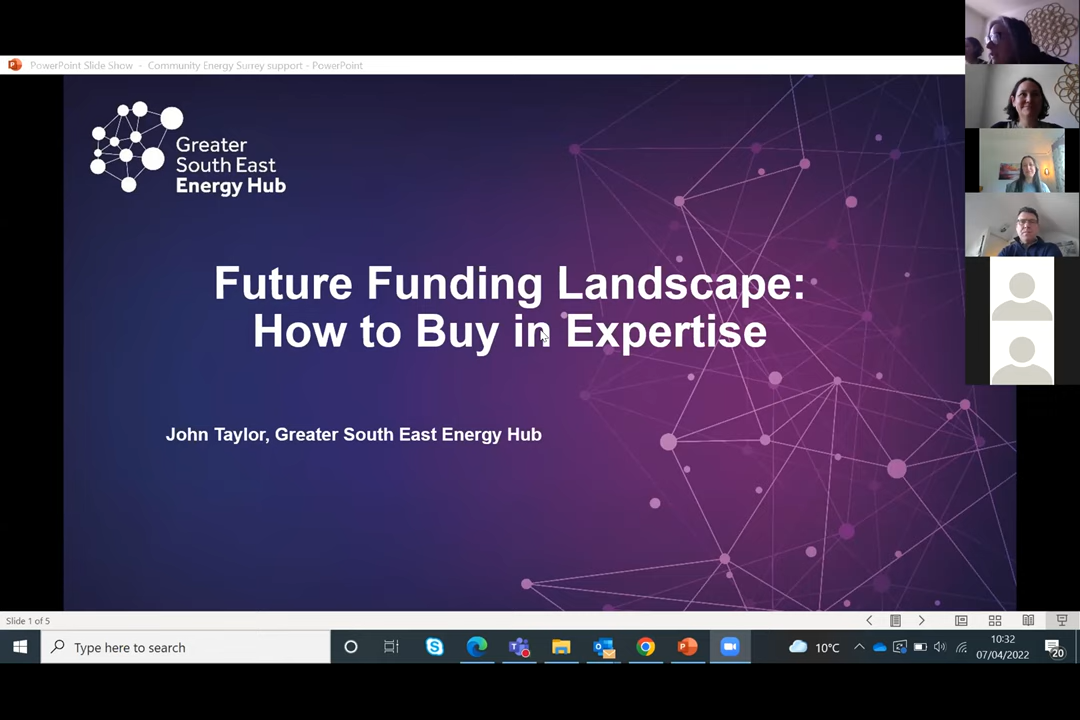 PowerPoint Slide Show - Community Energy Surrey support - PowerPoint
Greater
South East
Energy Hub
Future Funding Landscape:
How to Buy in Expertise
John Taylor, Greater South East Energy Hub
Slide 1 of 5
Type here to search
10°C
10:32
07/04/2022
20